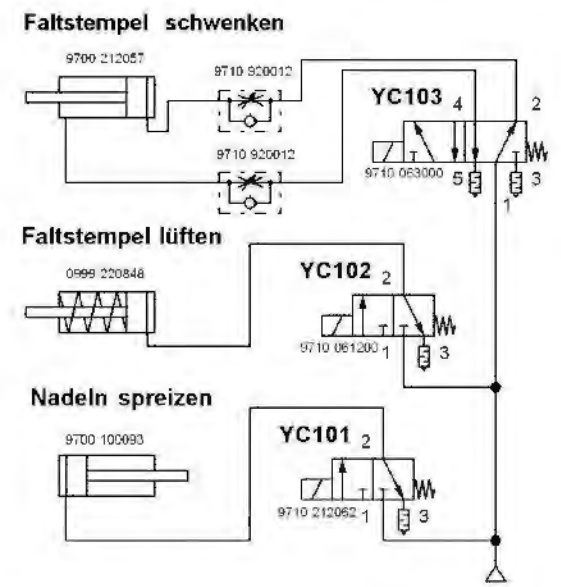 Faltstempel schwenken
9700 212057
9710 920012
YC103 4 2
9710 920012
9710 063000 5 3
1
Faltstempel lüften
0999 220848
YC102 2
9710 061200 1 3
Nadeln spreizen
9700 100093
YC101 2
9710 212062 1 3